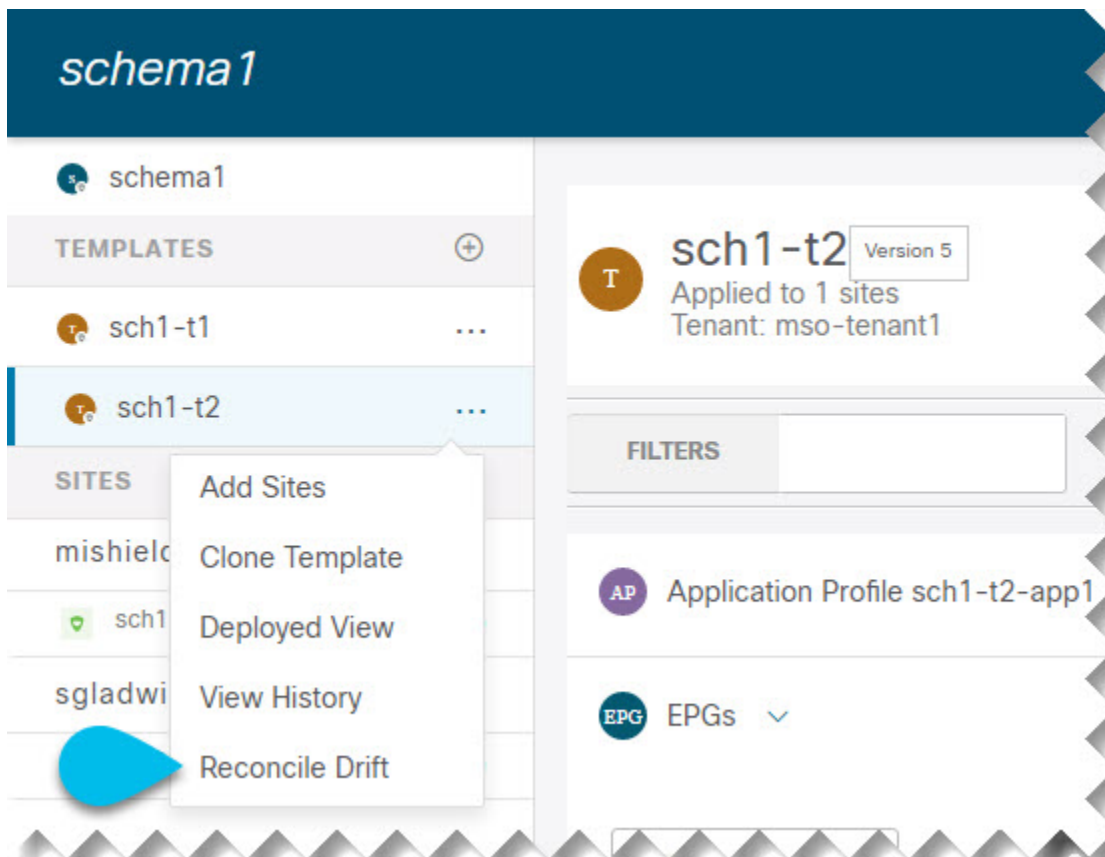 schema1
schema1
TEMPLATES
sch1-t1
sch1-t2
SITES
Add Sites
Clone Template
Deployed View
View History
Reconcile Drift
T
sch1-t2
Version 5
Applied to 1 sites
Tenant: mso-tenant1
FILTERS
AP
Application Profile sch1-t2-app1
EPG
EPGs